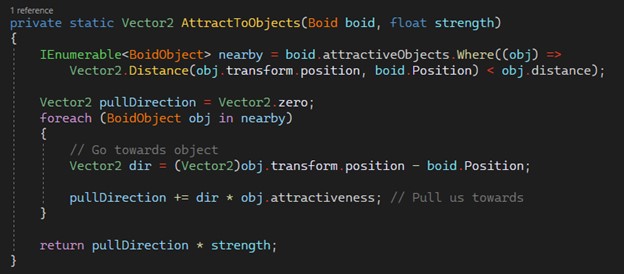 1 reference
private static Vector2 AttractToObjects(Boid boid, float strength)
{
    IEnumerable<BoidObject> nearby = boid.attractiveObjects.Where((obj) =>
        Vector2.Distance(obj.transform.position, boid.Position) < obj.distance);

    Vector2 pullDirection = Vector2.zero;
    foreach (BoidObject obj in nearby)
    {
        // Go towards object
        Vector2 dir = (Vector2)obj.transform.position - boid.Position;

        pullDirection += dir * obj.attractiveness; // Pull us towards
    }

    return pullDirection * strength;
}